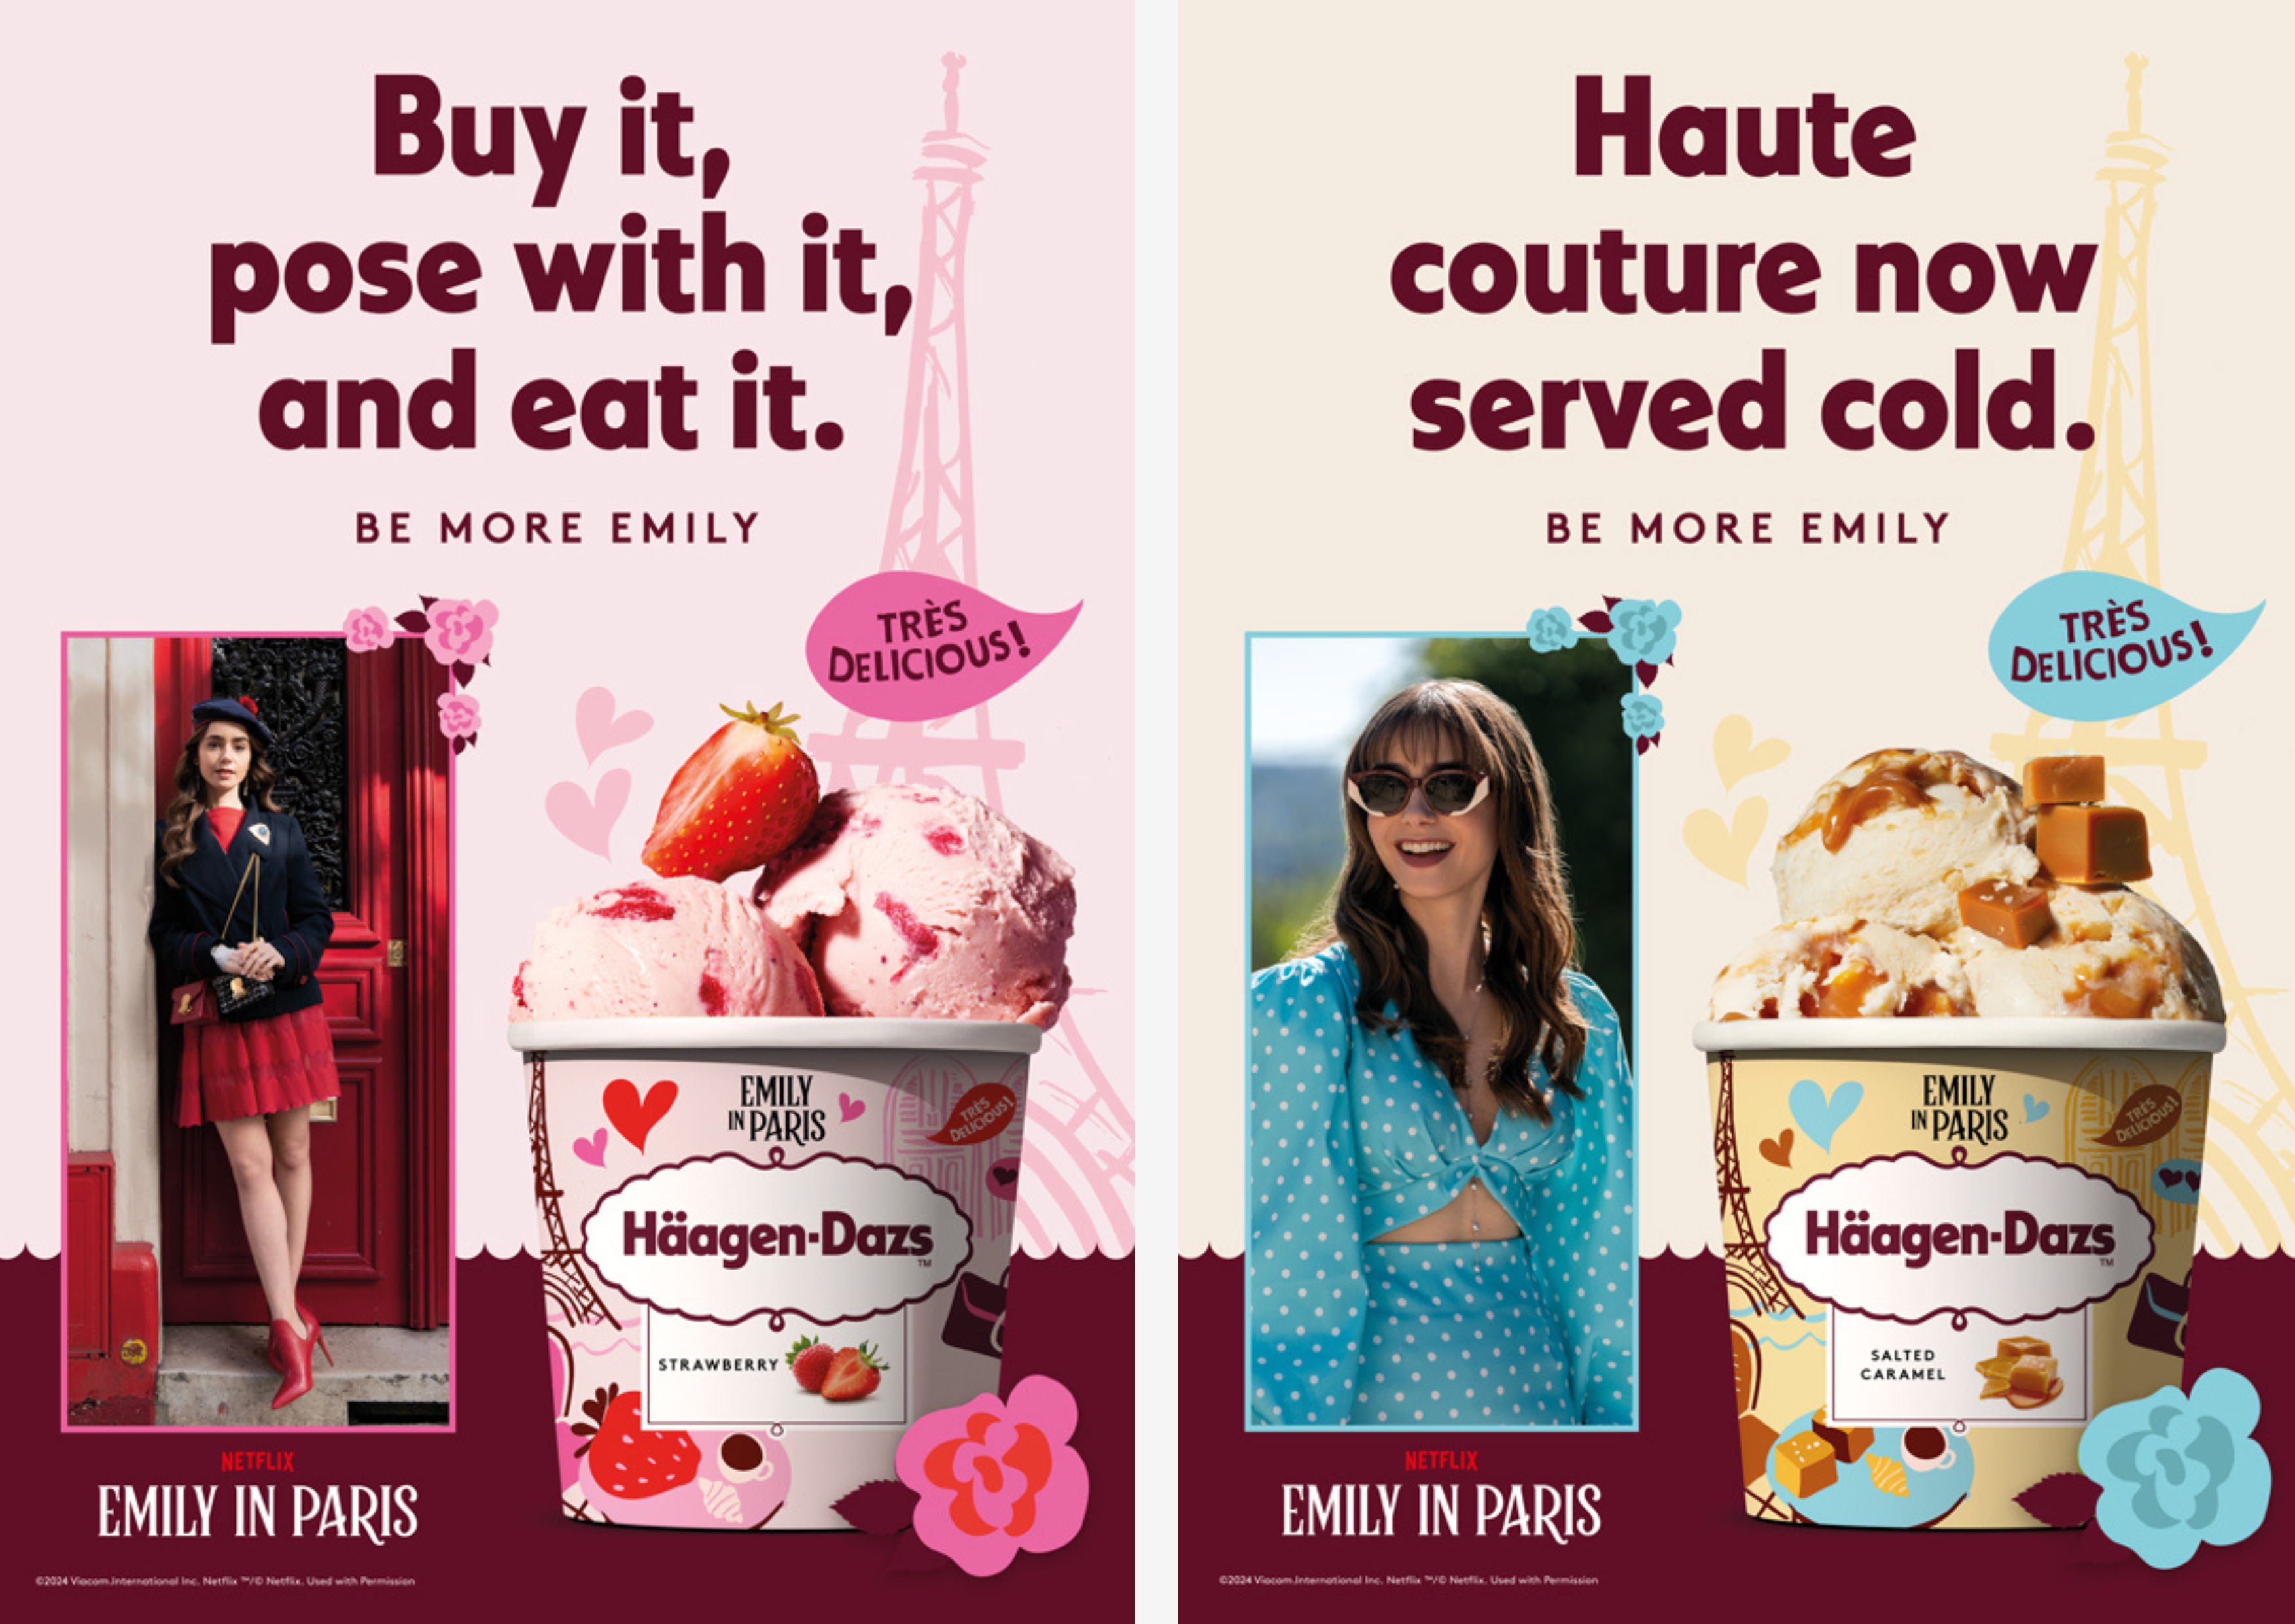 Buy it,
pose with it,
and eat it.
BE MORE EMILY
TRÈS
DELICIOUS!
EMILY
IN PARIS
TRÈS
DELICIOUS!
Häagen-Dazs
TM
STRAWBERRY
NETFLIX
EMILY IN PARIS
©2024 Viacom.International Inc. Netflix ™/© Netflix. Used with Permission
Haute
couture now
served cold.
BE MORE EMILY
TRÈS
DELICIOUS!
EMILY
IN PARIS
TRÈS
DELICIOUS!
Häagen-Dazs
TM
SALTED
CARAMEL
NETFLIX
EMILY IN PARIS
©2024 Viacom.International Inc. Netflix ™/© Netflix. Used with Permission